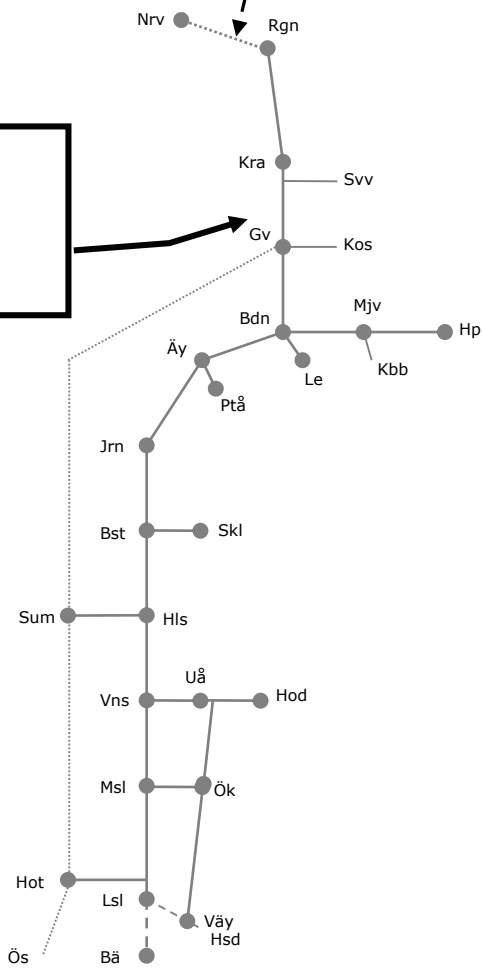 Nrv
Rgn
Kra
Svv
Gv
Kos
Bdn
Mjv
Hp
Äy
Le
Kbb
Ptå
Jrn
Bst
Skl
Sum
Hls
Uå
Vns
Hod
Msl
Ök
Hot
Lsl
Väy
Hsd
Ös
Bä